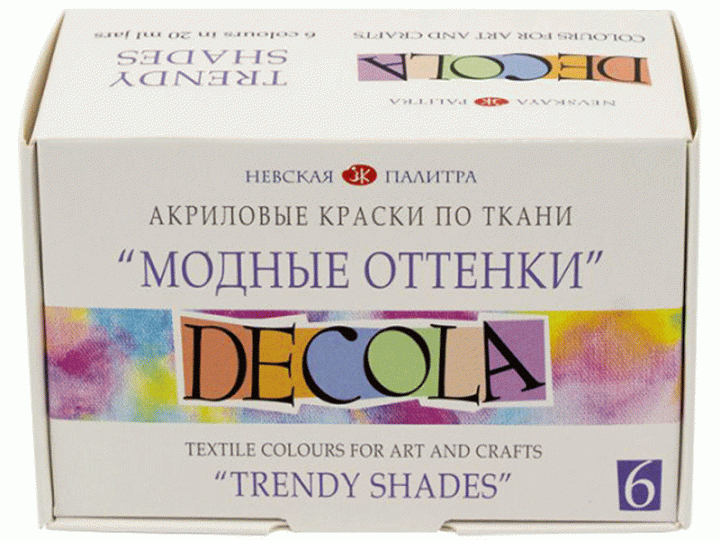 6 colours in 20 ml jars
TRENDY
SHADES
COLOURS FOR ART AND CRAFTS
DECOLA
NEVSKAYA ЗК PALITRA
НЕВСКАЯ ЗК ПАЛИТРА
АКРИЛОВЫЕ КРАСКИ ПО ТКАНИ
“МОДНЫЕ ОТТЕНКИ”
DECOLA
TEXTILE COLOURS FOR ART AND CRAFTS
“TRENDY SHADES”
6